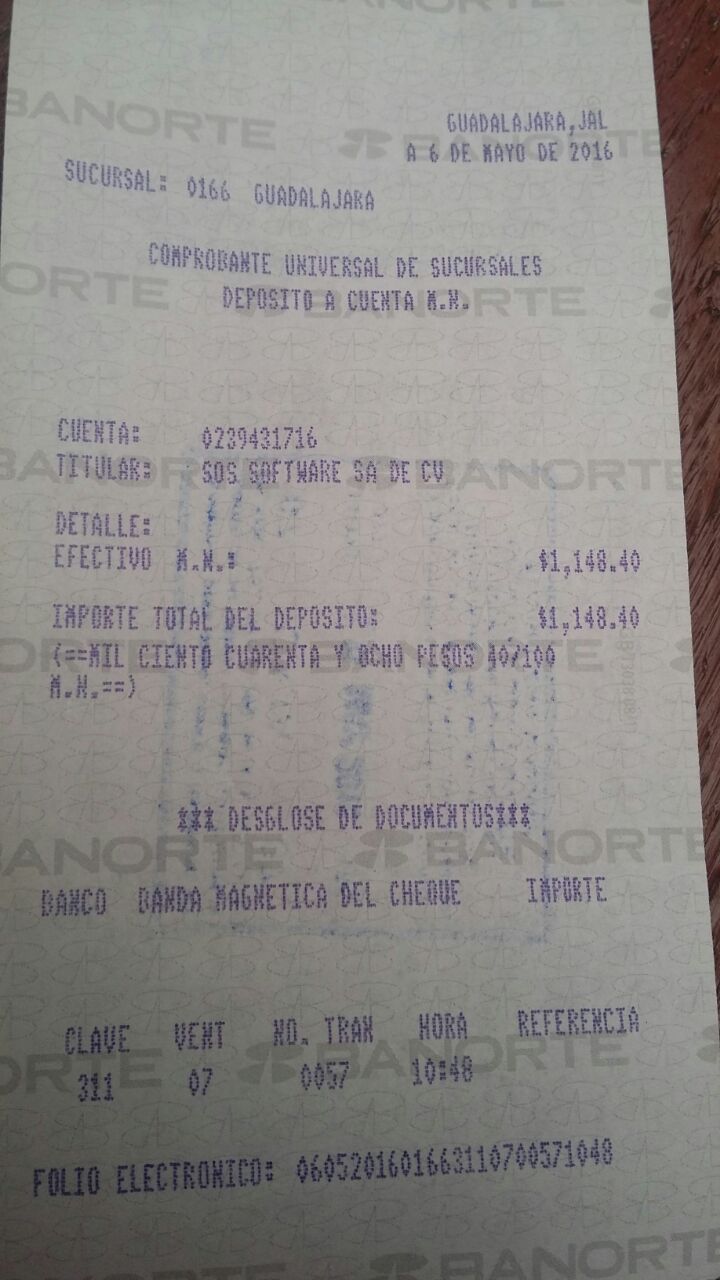 GUADALAJARA,JAL
A 6 DE MAYO DE 2016
SUCURSAL: 0166 GUADALAJARA
COMPROBANTE UNIVERSAL DE SUCURSALES
DEPOSITO A CUENTA M.N.
CUENTA: 0239431716
TITULAR: SOS SOFTWARE SA DE CV
DETALLE:
EFECTIVO M.N.: $1,148.40
IMPORTE TOTAL DEL DEPOSITO: $1,148.40
(==MIL CIENTO CUARENTA Y OCHO PESOS 40/100
M.N.==)
*** DESGLOSE DE DOCUMENTOS***
BANCO BANDA MAGNETICA DEL CHEQUE IMPORTE
CLAVE VENT NO. TRAN HORA REFERENCIA
311 07 0057 10:48
FOLIO ELECTRONICO: 0605201601663110700571048
BANORTE